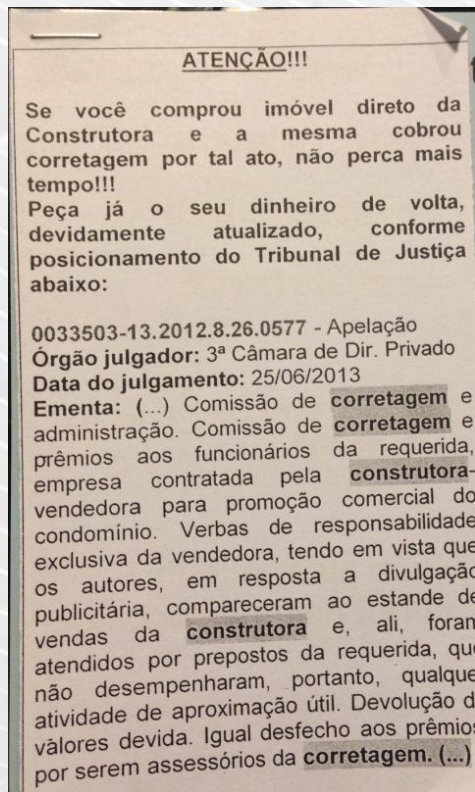 ATENÇÃO!!!
Se você comprou imóvel direto da
Construtora e a mesma cobrou
corretagem por tal ato, não perca mais
tempo!!!
Peça já o seu dinheiro de volta,
devidamente atualizado, conforme
posicionamento do Tribunal de Justiça
abaixo:
0033503-13.2012.8.26.0577 - Apelação
Órgão julgador: 3ª Câmara de Dir. Privado
Data do julgamento: 25/06/2013
Ementa: (...) Comissão de corretagem e
administração. Comissão de corretagem e
prêmios aos funcionários da requerida,
empresa contratada pela construtora-
vendedora para promoção comercial do
condomínio. Verbas de responsabilidade
exclusiva da vendedora, tendo em vista que
os autores, em resposta a divulgação
publicitária, compareceram ao estande de
vendas da construtora e, ali, foram
atendidos por prepostos da requerida, que
não desempenharam, portanto, qualquer
atividade de aproximação útil. Devolução d
valores devida. Igual desfecho aos prêmios
por serem assessórios da corretagem. (...)